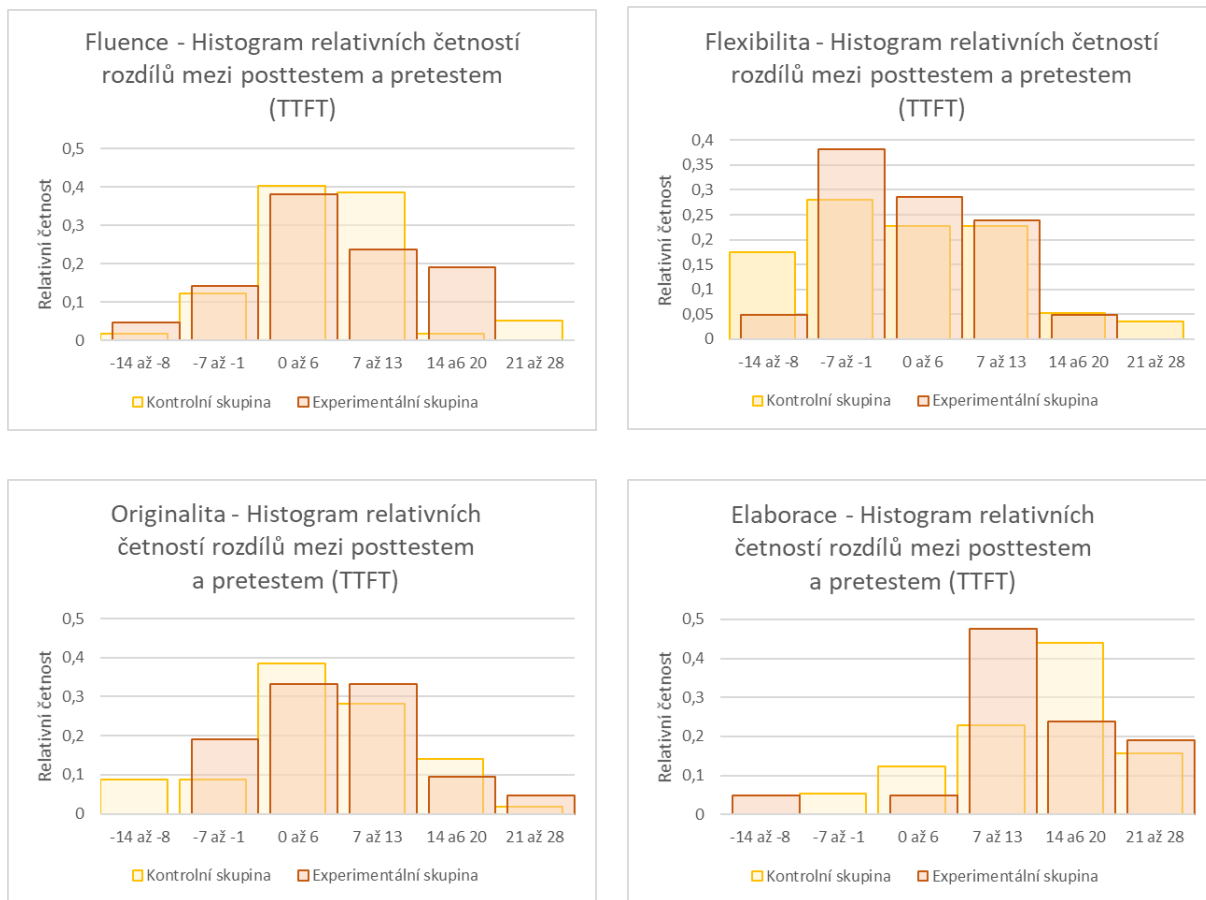 Fluence - Histogram relativních četností
rozdílů mezi posttestem a pretestem
(TTFT)
0,5
0,4
0,3
0,2
0,1
0
Relativní četnost
-14 až -8 -7 až -1 0 až 6 7 až 13 14 a6 20 21 až 28
Kontrolní skupina Experimentální skupina
Flexibilita - Histogram relativních četností
rozdílů mezi posttestem a pretestem
(TTFT)
0,4
0,35
0,3
0,25
0,2
0,15
0,1
0,05
0
Relativní četnost
-14 až -8 -7 až -1 0 až 6 7 až 13 14 a6 20 21 až 28
Kontrolní skupina Experimentální skupina
Originalita - Histogram relativních
četností rozdílů mezi posttestem
a pretestem (TTFT)
0,5
0,4
0,3
0,2
0,1
0
Relativní četnost
-14 až -8 -7 až -1 0 až 6 7 až 13 14 a6 20 21 až 28
Kontrolní skupina Experimentální skupina
Elaborace - Histogram relativních
četností rozdílů mezi posttestem
a pretestem (TTFT)
0,5
0,4
0,3
0,2
0,1
0
Relativní četnost
-14 až -8 -7 až -1 0 až 6 7 až 13 14 a6 20 21 až 28
Kontrolní skupina Experimentální skupina